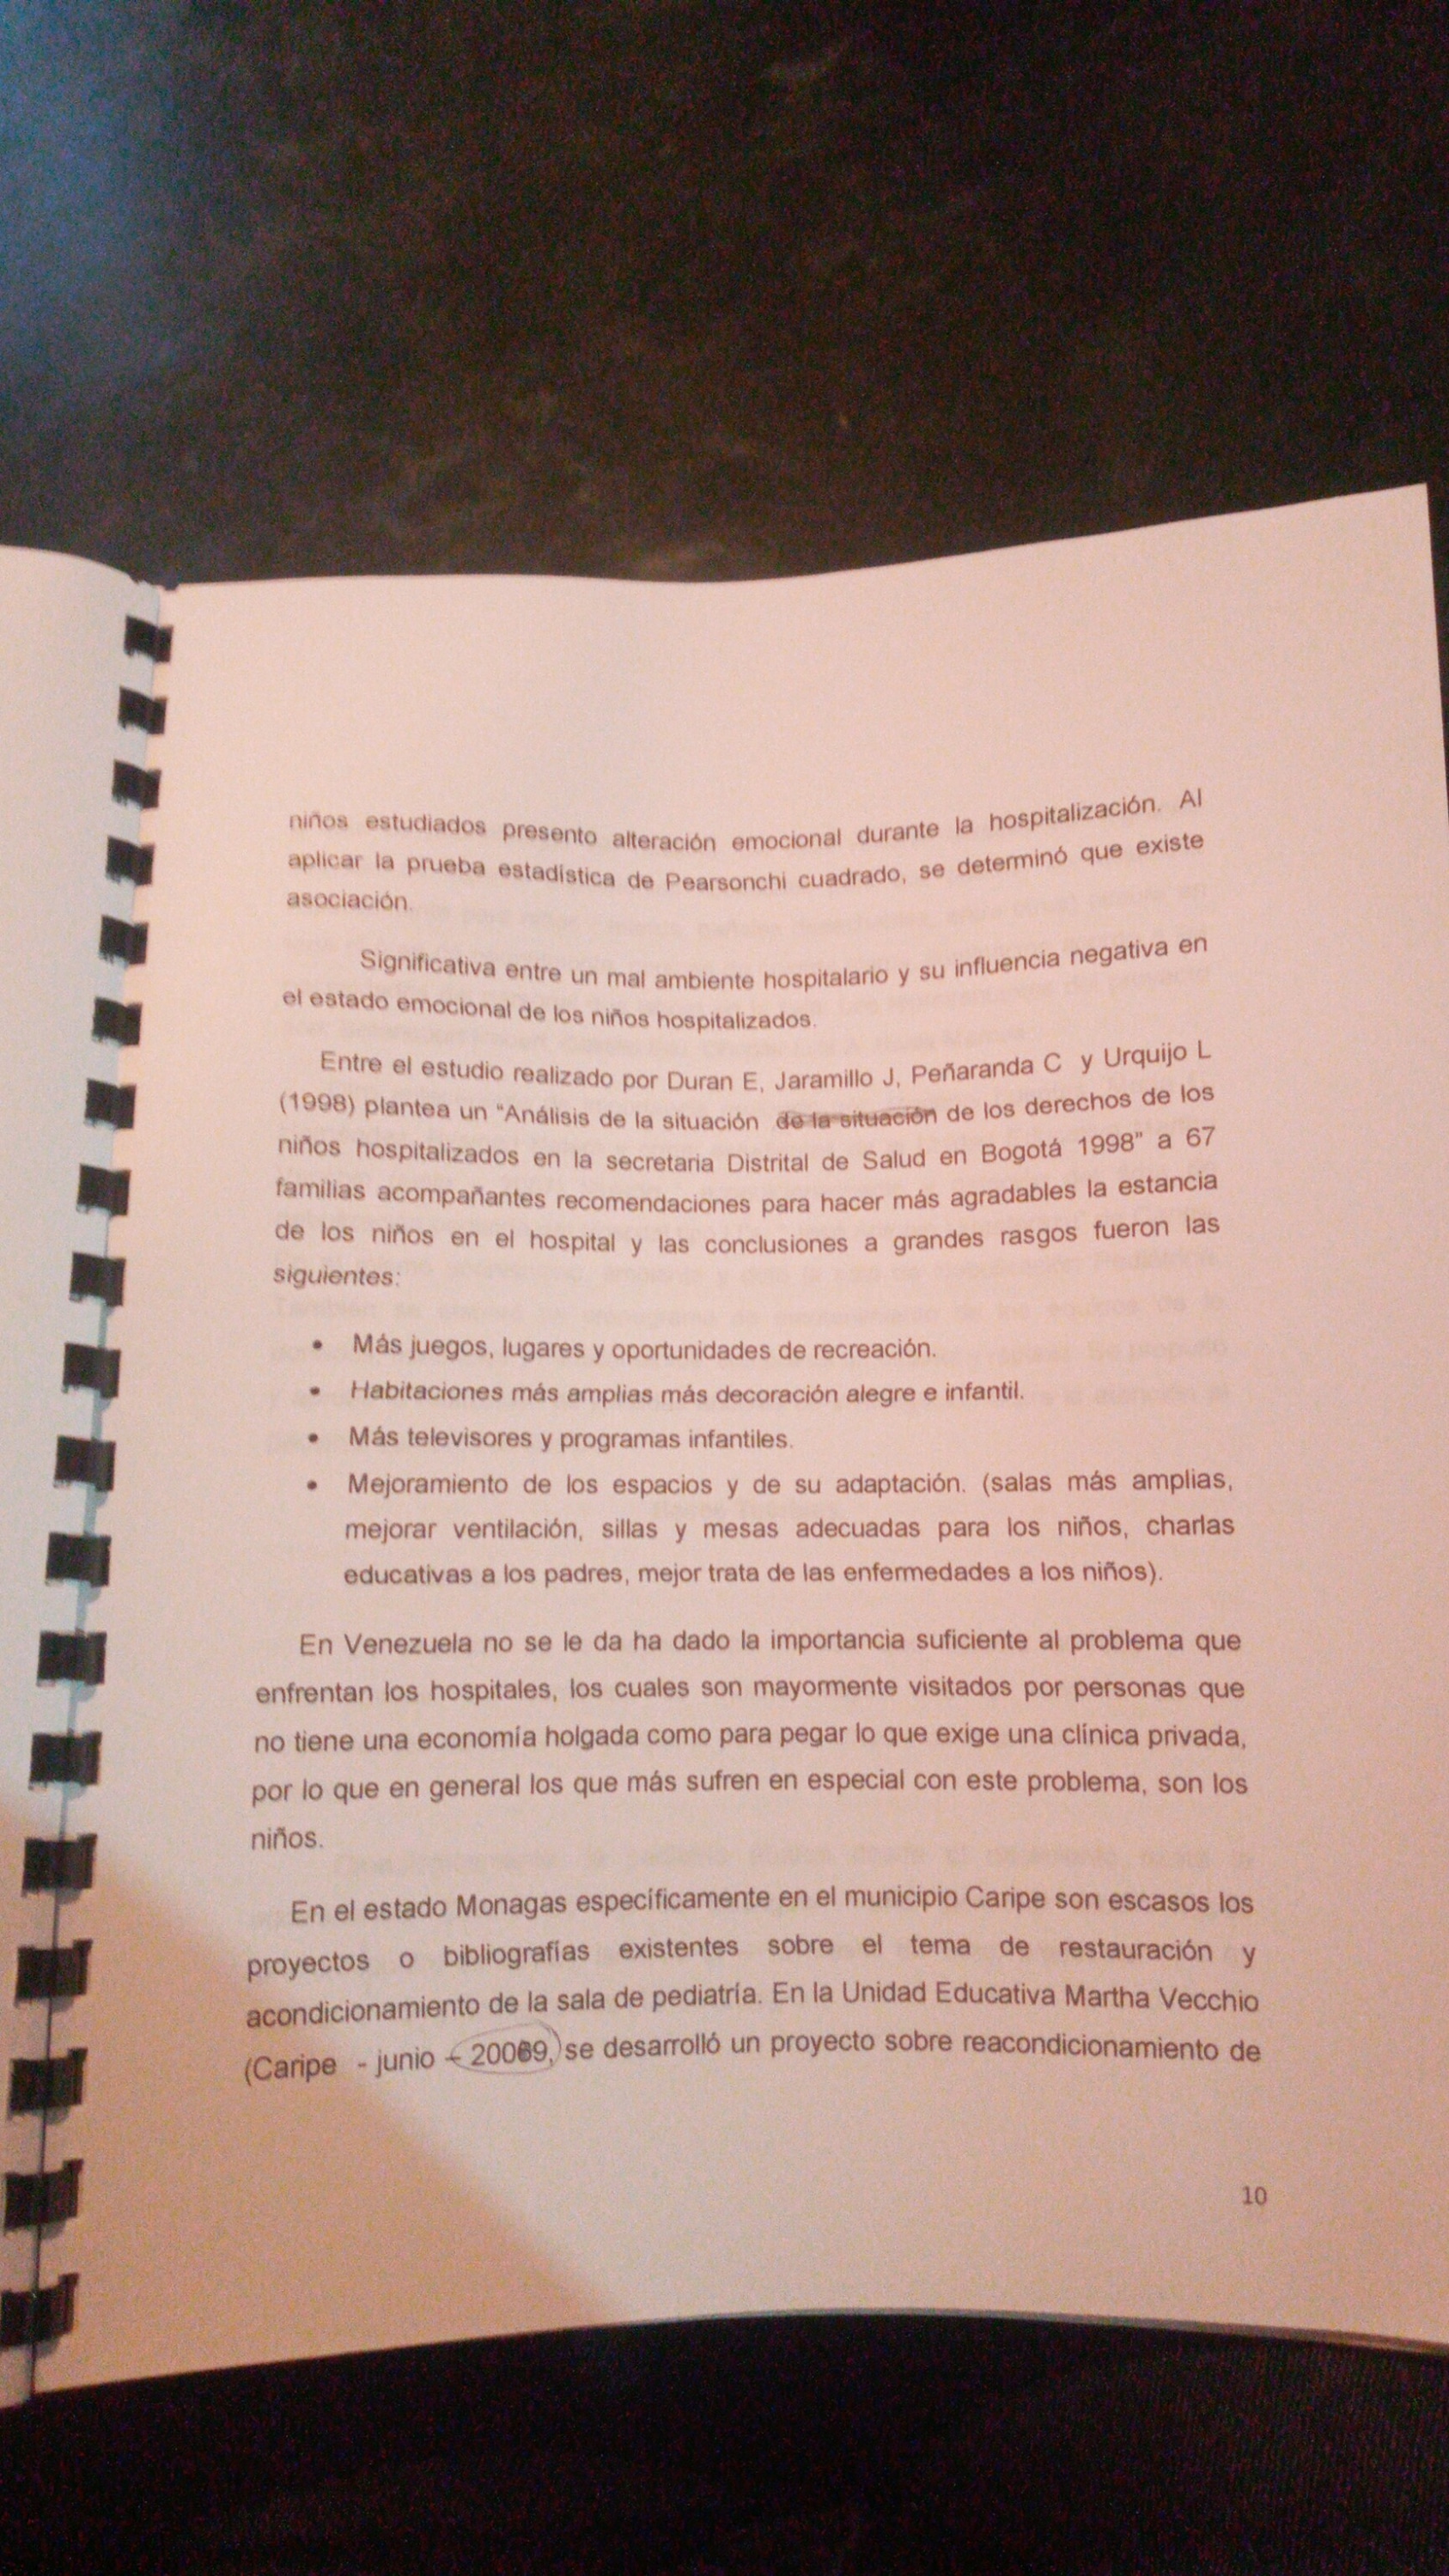 niños estudiados presento alteración emocional durante la hospitalización. Al
aplicar la prueba estadística de Pearsonchi cuadrado, se determinó que existe
asociación.
Significativa entre un mal ambiente hospitalario y su influencia negativa en
el estado emocional de los niños hospitalizados.
Entre el estudio realizado por Duran E, Jaramillo J, Peñaranda C y Urquijo L
(1998) plantea un "Análisis de la situación de la situación de los derechos de los
niños hospitalizados en la secretaria Distrital de Salud en Bogotá 1998" a 67
familias acompañantes recomendaciones para hacer más agradables la estancia
de los niños en el hospital y las conclusiones a grandes rasgos fueron las
siguientes:
• Más juegos, lugares y oportunidades de recreación.
• Habitaciones más amplias más decoración alegre e infantil.
• Más televisores y programas infantiles.
• Mejoramiento de los espacios y de su adaptación. (salas más amplias,
mejorar ventilación, sillas y mesas adecuadas para los niños, charlas
educativas a los padres, mejor trata de las enfermedades a los niños).
En Venezuela no se le da ha dado la importancia suficiente al problema que
enfrentan los hospitales, los cuales son mayormente visitados por personas que
no tiene una economía holgada como para pegar lo que exige una clínica privada,
por lo que en general los que más sufren en especial con este problema, son los
niños.
En el estado Monagas específicamente en el municipio Caripe son escasos los
proyectos o bibliografías existentes sobre el tema de restauración y
acondicionamiento de la sala de pediatría. En la Unidad Educativa Martha Vecchio
(Caripe - junio – se desarrolló un proyecto sobre reacondicionamiento de
10